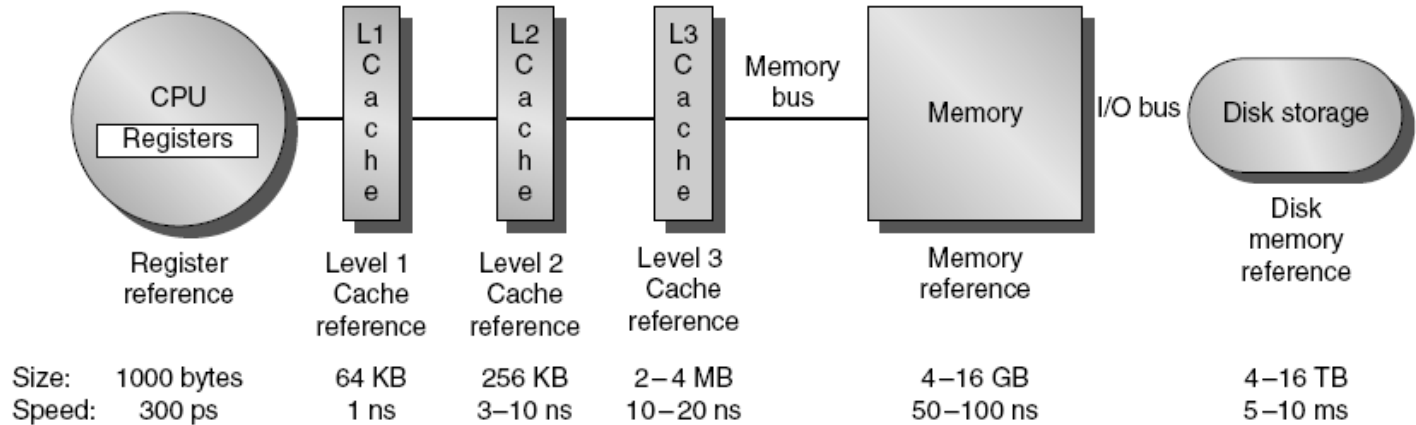 CPU
Registers
L1
C
a
c
h
e
L2
C
a
c
h
e
L3
C
a
c
h
e
Memory
bus
Memory
I/O bus
Disk storage
Register
reference
Level 1
Cache
reference
Level 2
Cache
reference
Level 3
Cache
reference
Memory
reference
Disk
memory
reference
Size: 1000 bytes 64 KB 256 KB 2–4 MB 4–16 GB 4–16 TB
Speed: 300 ps 1 ns 3–10 ns 10–20 ns 50–100 ns 5–10 ms